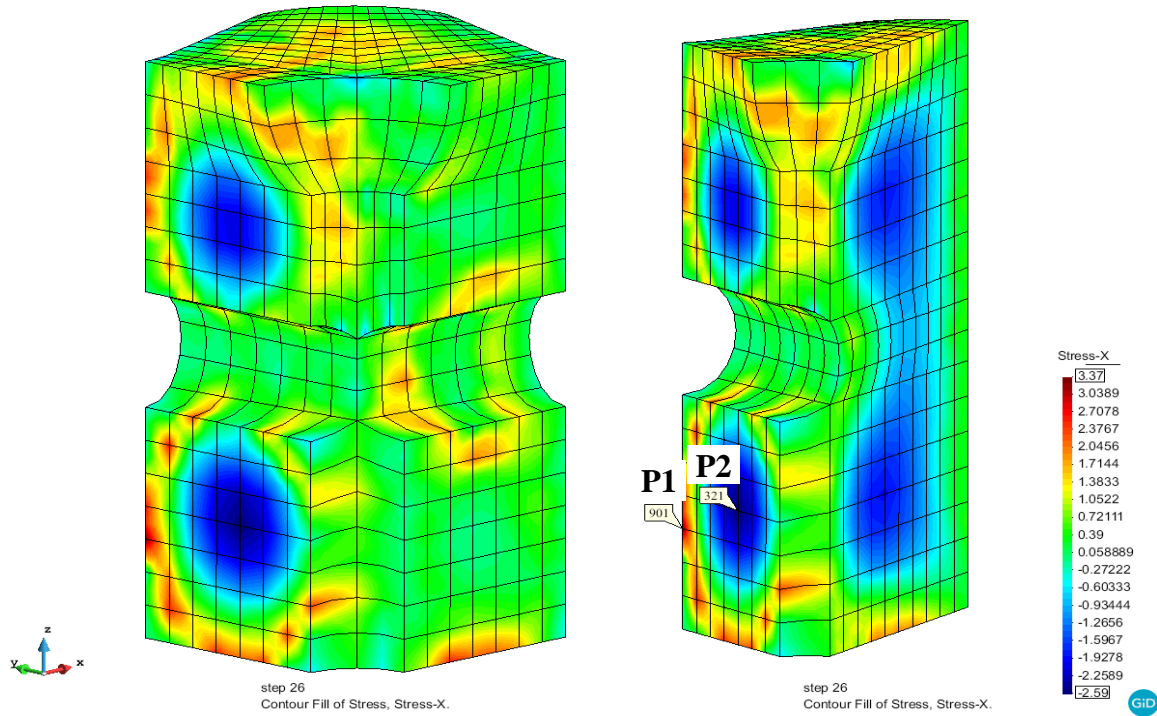 P1
P2
901
321
z
y
x
step 26
Contour Fill of Stress, Stress-X.
step 26
Contour Fill of Stress, Stress-X.
Stress-X
3.37
3.0389
2.7078
2.3767
2.0456
1.7144
1.3833
1.0522
0.72111
0.39
0.058889
-0.27222
-0.60333
-0.93444
-1.2656
-1.5967
-1.9278
-2.2589
-2.59
GiD